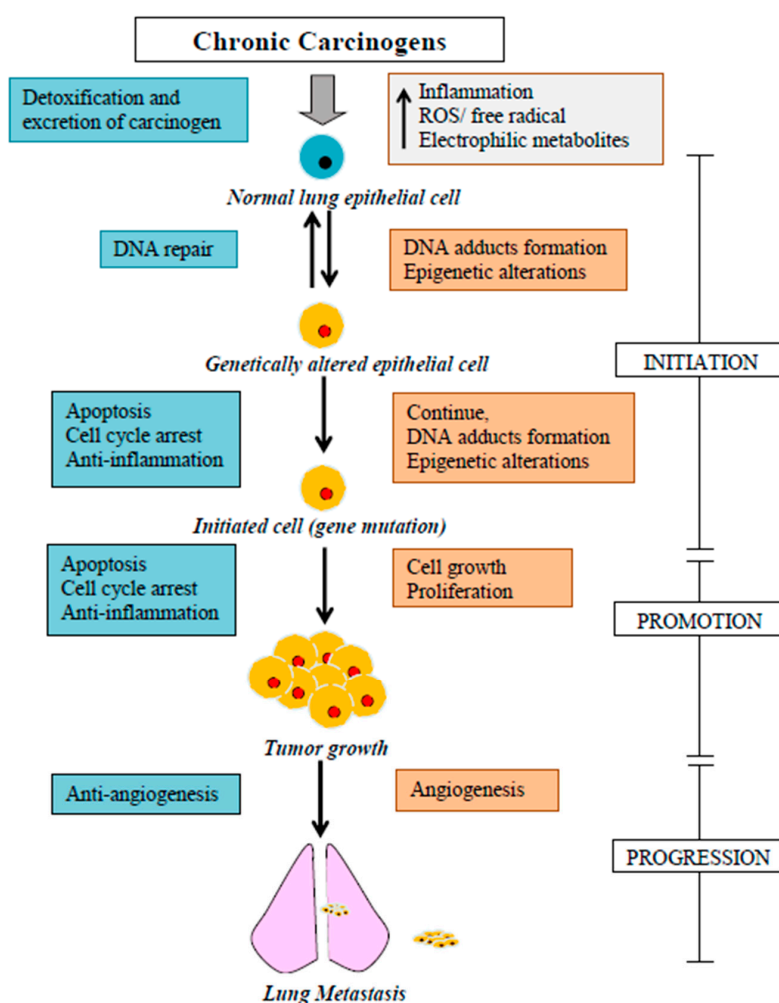 Chronic Carcinogens
Detoxification and
excretion of carcinogen
Inflammation
ROS/ free radical
Electrophilic metabolites
Normal lung epithelial cell
DNA repair
DNA adducts formation
Epigenetic alterations
Genetically altered epithelial cell
INITIATION
Apoptosis
Cell cycle arrest
Anti-inflammation
Continue,
DNA adducts formation
Epigenetic alterations
Initiated cell (gene mutation)
Apoptosis
Cell cycle arrest
Anti-inflammation
Cell growth
Proliferation
PROMOTION
Tumor growth
Anti-angiogenesis
Angiogenesis
PROGRESSION
Lung Metastasis